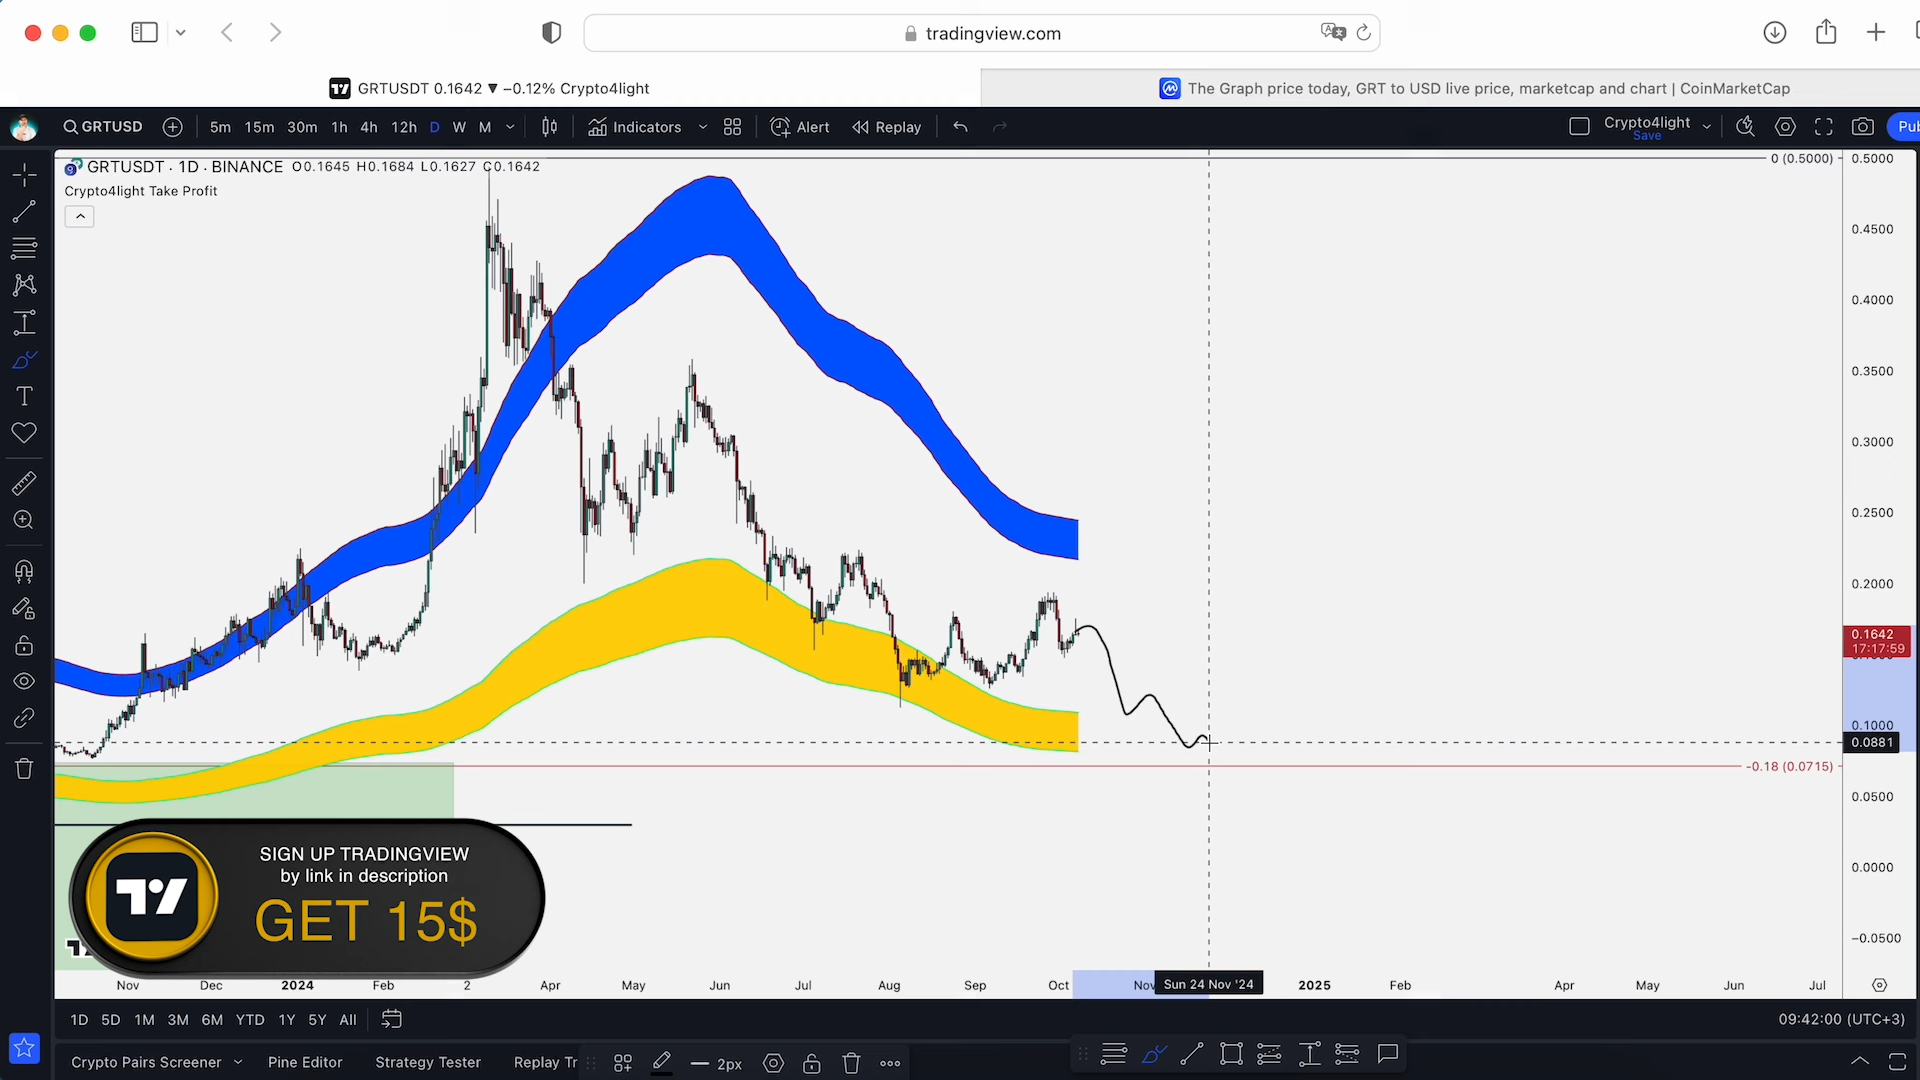 tradingview.com
GRTUSDT 0.1642 ▼ −0.12% Crypto4light
The Graph price today, GRT to USD live price, marketcap and chart | CoinMarketCap
GRTUSD
5m 15m 30m 1h 4h 12h D W M
Indicators
Alert
Replay
Crypto4light
Save
Pub
GRTUSDT · 1D · BINANCE O0.1645 H0.1684 L0.1627 C0.1642
Crypto4light Take Profit
0 (0.5000)
0.5000
0.4500
0.4000
0.3500
0.3000
0.2500
0.2000
0.1642
17:17:59
0.1000
0.0881
-0.18 (0.0715)
0.0500
0.0000
−0.0500
SIGN UP TRADINGVIEW
by link in description
GET 15$
Nov Dec 2024 Feb 2 Apr May Jun Jul Aug Sep Oct Nov Sun 24 Nov '24 2025 Feb Apr May Jun Jul
1D 5D 1M 3M 6M YTD 1Y 5Y All
09:42:00 (UTC+3)
Crypto Pairs Screener Pine Editor Strategy Tester Replay Tr
2px